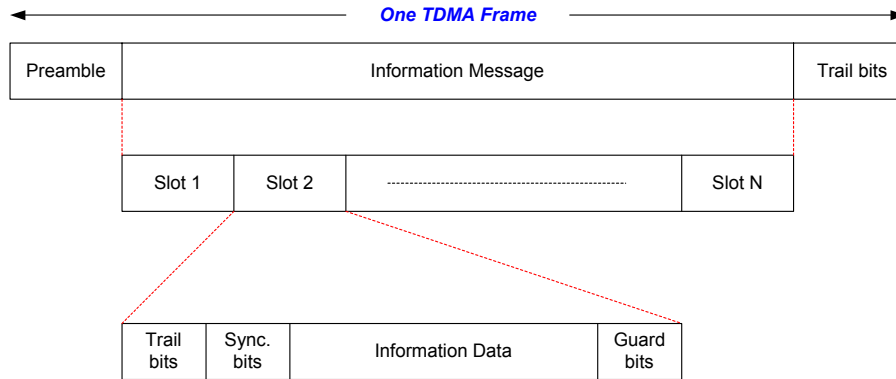 One TDMA Frame
Preamble
Information Message
Trail bits
Slot 1
Slot 2
Slot N
Trail
bits
Sync.
bits
Information Data
Guard
bits